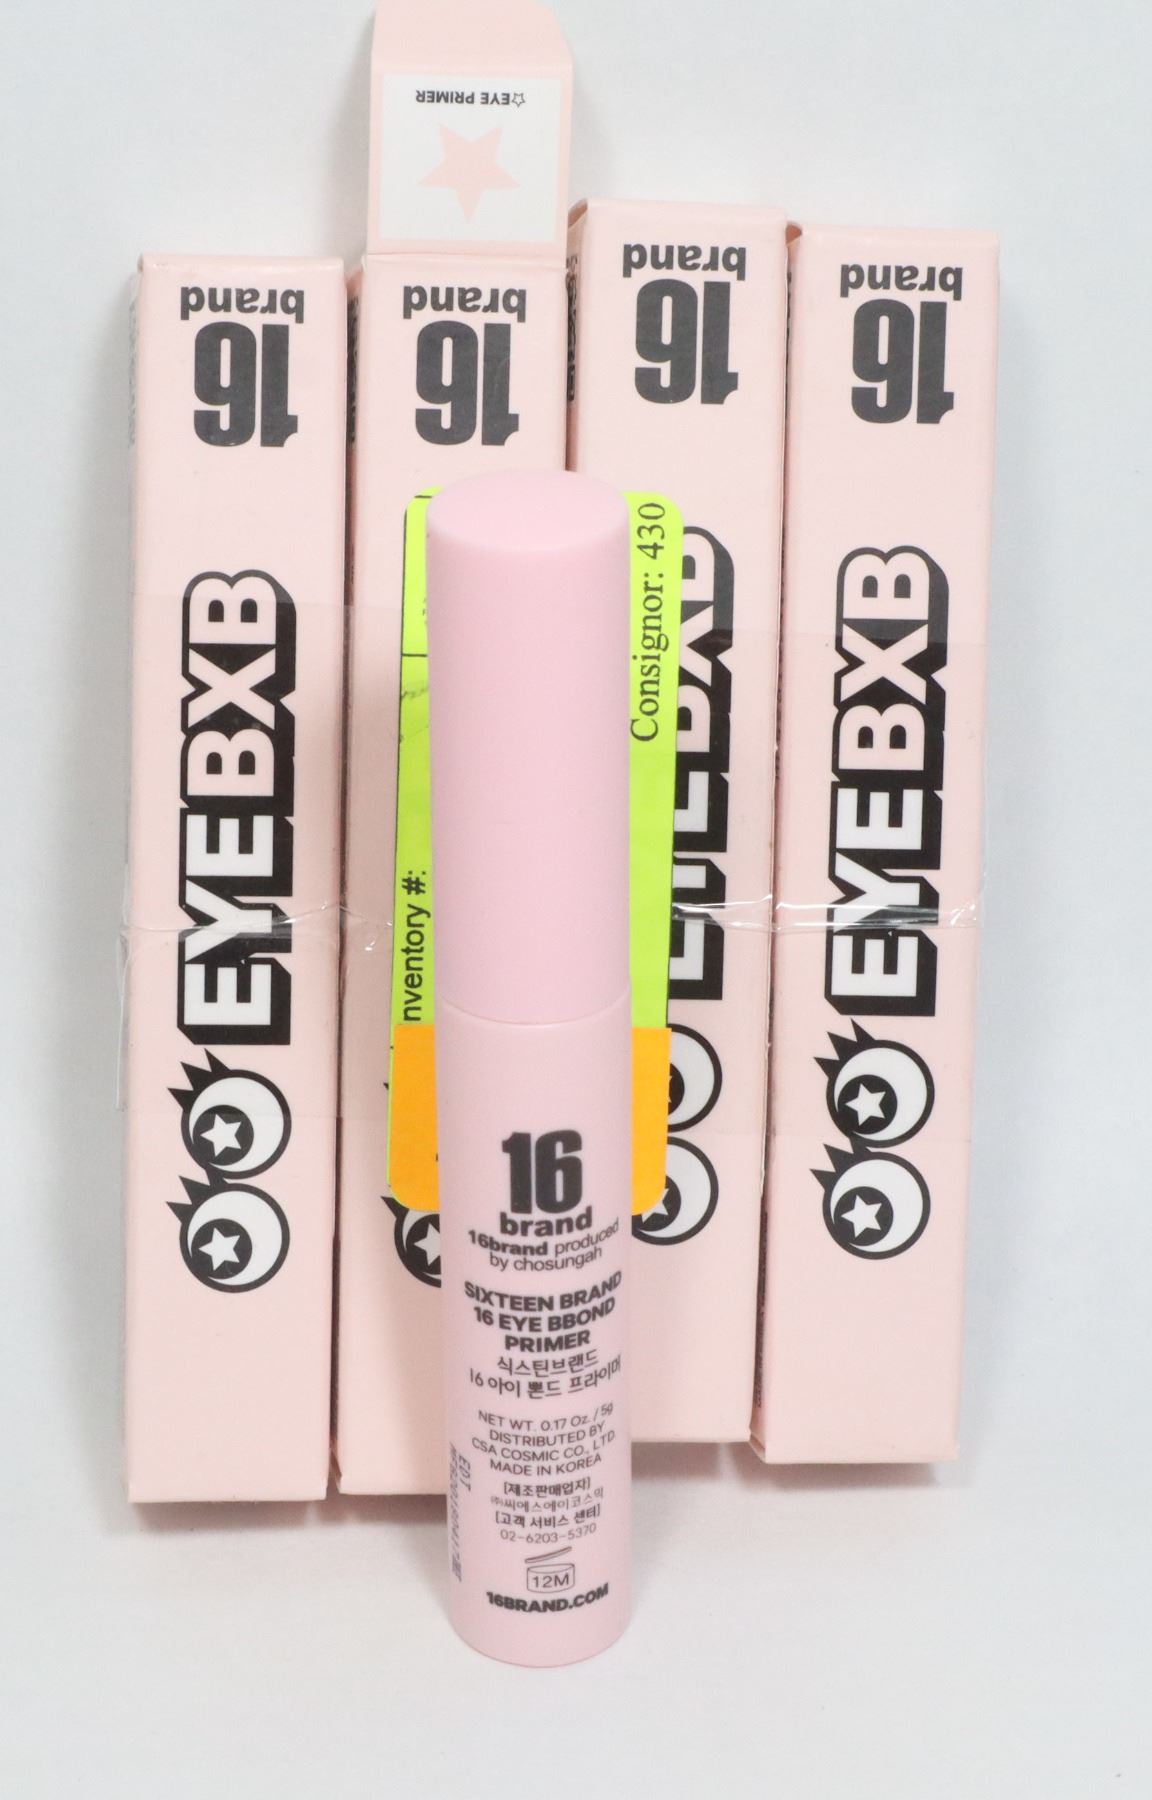 ☆EYE PRIMER
brand
16
EYEBXB
brand
16
brand
16
EYEBXB
brand
16
EYEBXB
Consignor: 430
nventory #:
16
brand
16brand produced
by chosungah
SIXTEEN BRAND
16 EYE BBOND
PRIMER
식스틴브랜드
16 아이 뽄드 프라이머
NET WT. 0.17 Oz. / 5g
DISTRIBUTED BY
CSA COSMIC CO., LTD.
MADE IN KOREA
[제조판매업자]
㈜씨에스에이코스믹
[고객 서비스 센터]
02-6203-5370
12M
16BRAND.COM